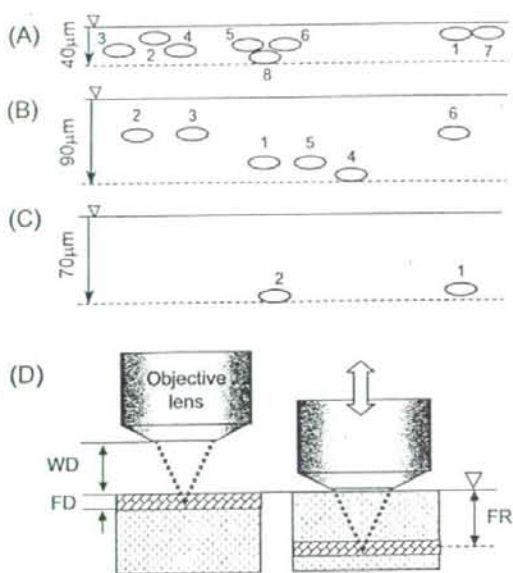 (A)
40μm
3 2 4 5 6 8 1 7
(B)
90μm
2 3 1 5 4 6
(C)
70μm
2 1
(D)
Objective
lens
WD
FD
FR